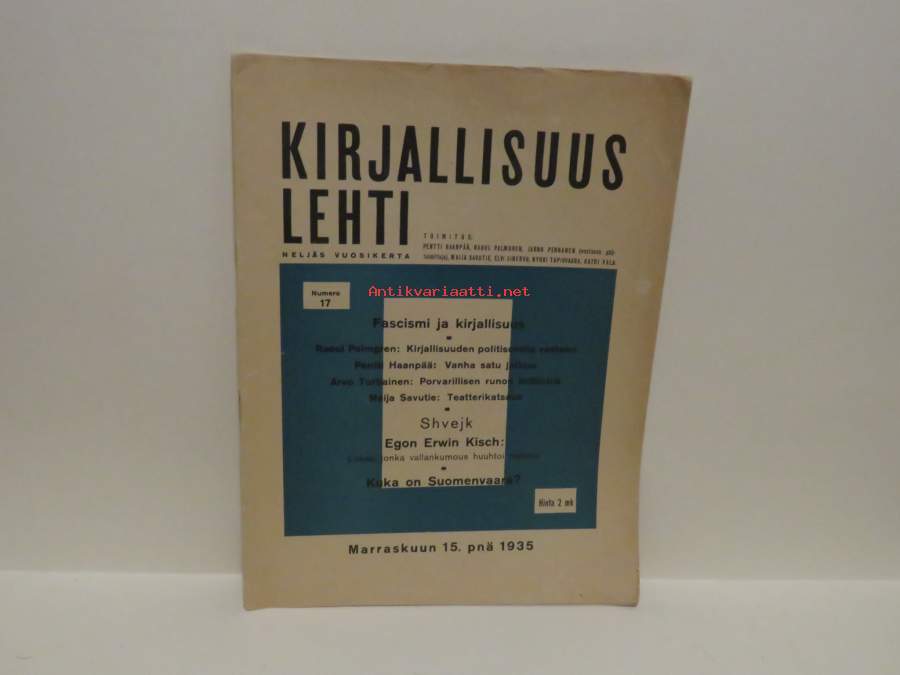 KIRJALLISUUS
LEHTI
TOIMITUS:
PENTTI HAANPÄÄ, RAOUL PALMGREN, JARNO PENNANEN (vastaava pää-
toimittaja), MAIJA SAVUTIE, ELVI SINERVO, NYRKI TAPIOVAARA, KATRI VALA
NELJÄS VUOSIKERTA
Numero
17
Antikvariaatti.net
Fascismi ja kirjallisuus
Raoul Palmgren: Kirjallisuuden
Pentti Haanpää: Vanha satu
Arvo Turtiainen: Porvarillisen runon
Maija Savutie: Teatterikatsaus
Shvejk
Egon Erwin Kisch:
jonka vallankumous huuhtoi
Kuka on Suomenvaara?
Hinta 2 mk
Marraskuun 15. pnä 1935